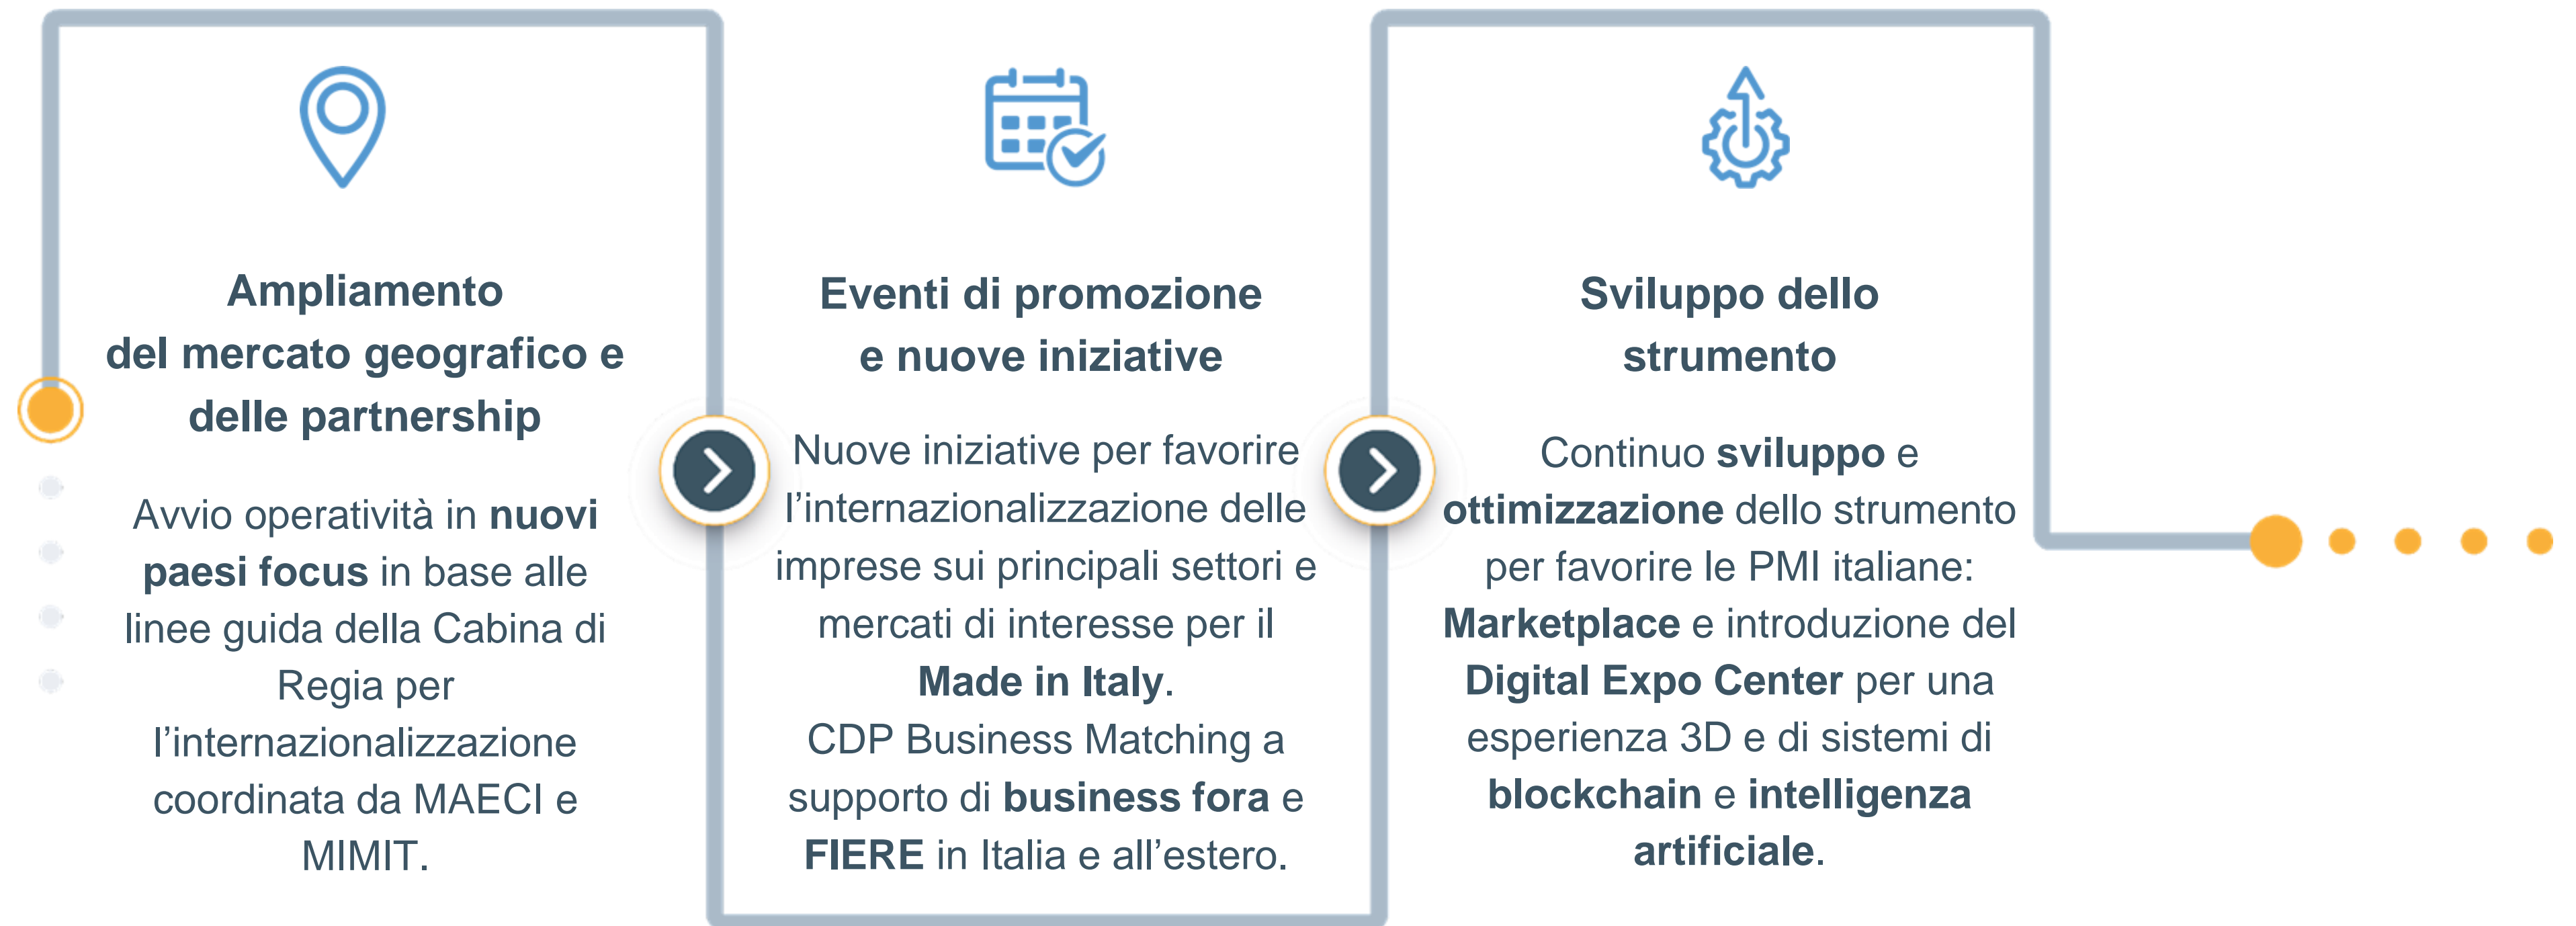 Ampliamento
del mercato geografico e
delle partnership
Avvio operatività in nuovi
paesi focus in base alle
linee guida della Cabina di
Regia per
l’internazionalizzazione
coordinata da MAECI e
MIMIT.
Eventi di promozione
e nuove iniziative
Nuove iniziative per favorire
l’internazionalizzazione delle
imprese sui principali settori e
mercati di interesse per il
Made in Italy.
CDP Business Matching a
supporto di business fora e
FIERE in Italia e all’estero.
Sviluppo dello
strumento
Continuo sviluppo e
ottimizzazione dello strumento
per favorire le PMI italiane:
Marketplace e introduzione del
Digital Expo Center per una
esperienza 3D e di sistemi di
blockchain e intelligenza
artificiale.